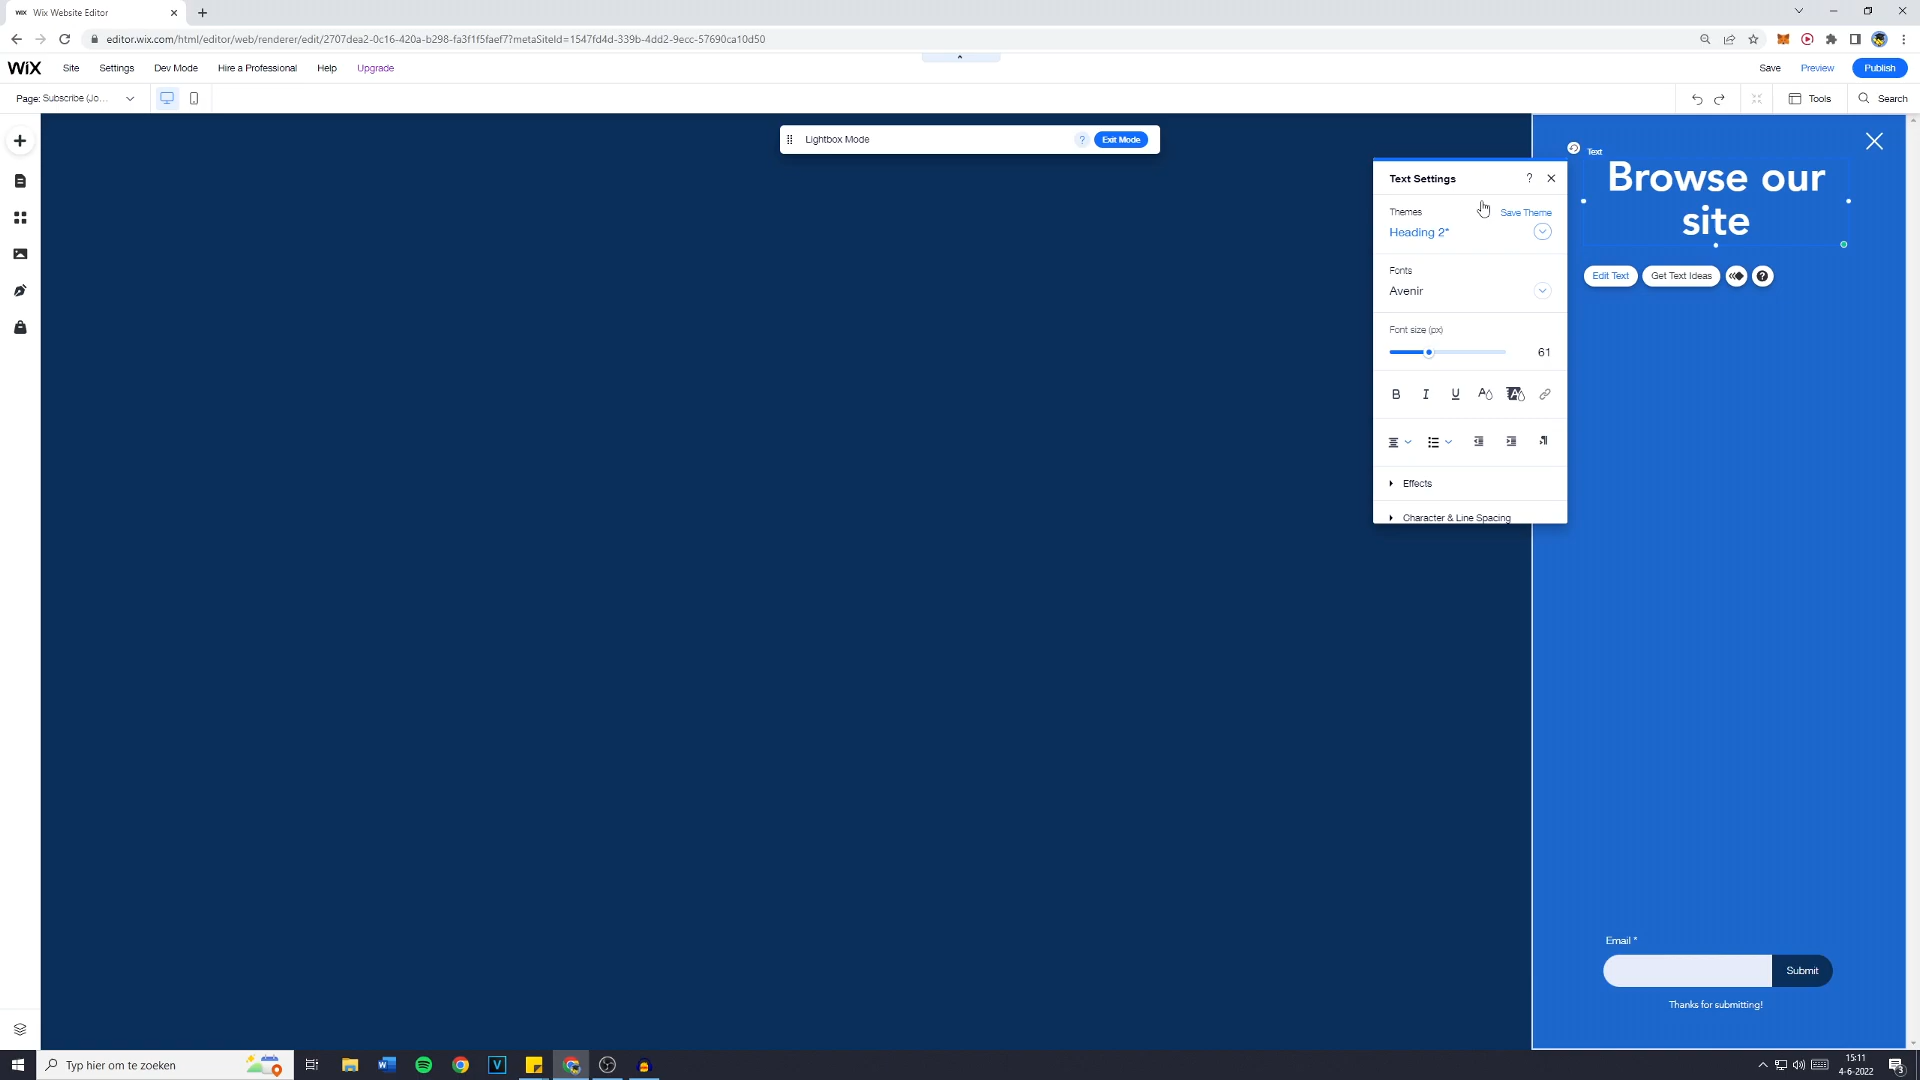 Wix Website Editor
editor.wix.com/html/editor/web/renderer/edit/2707dea2-0c16-420a-b298-fa3f1f5faef7?metaSiteId=1547fd4d-339b-4dd2-9ecc-57690ca10d50
WiX Site Settings Dev Mode Hire a Professional Help Upgrade Save Preview Publish
Page: Subscribe (Jo... Tools Search
Lightbox Mode ? Exit Mode
Text
Browse our
site
Edit Text Get Text Ideas ?
Text Settings ?
Themes Save Theme
Heading 2*
Fonts
Avenir
Font size (px)
61
B I U A A
Effects
Character & Line Spacing
Email *
Submit
Thanks for submitting!
Typ hier om te zoeken
15:11
4-6-2022
3